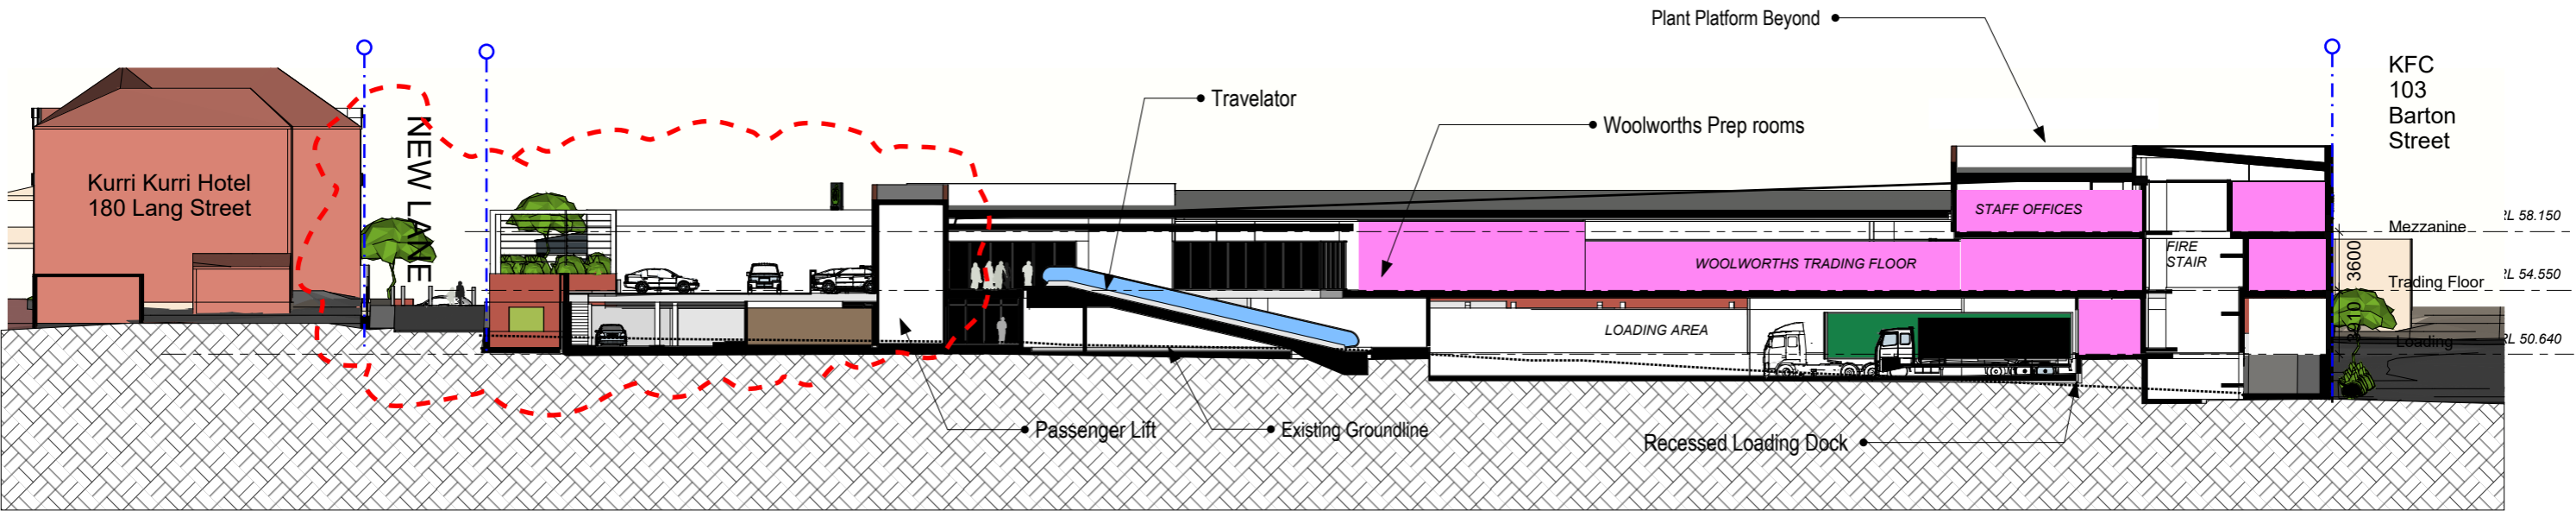 Plant Platform Beyond
KFC
103
Barton
Street
Travelator
Woolworths Prep rooms
NEW LANE
Kurri Kurri Hotel
180 Lang Street
STAFF OFFICES
RL 58.150
Mezzanine
FIRE
STAIR
3600
WOOLWORTHS TRADING FLOOR
RL 54.550
Trading Floor
LOADING AREA
3910
Loading
RL 50.640
Passenger Lift
Existing Groundline
Recessed Loading Dock